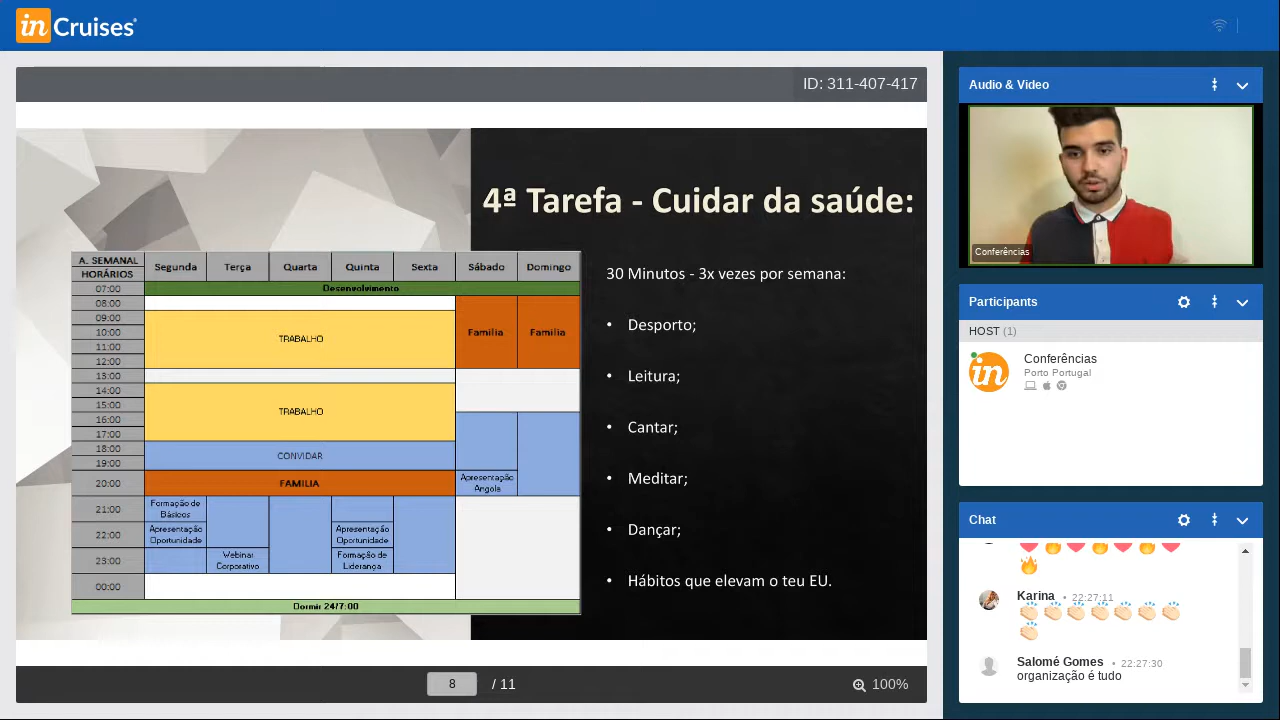 in Cruises
ID: 311-407-417
4ª Tarefa - Cuidar da saúde:
A. SEMANAL
HORÁRIOS
Segunda
Terça
Quarta
Quinta
Sexta
Sábado
Domingo
07:00
Desenvolvimento
08:00
09:00
10:00
11:00
12:00
TRABALHO
Familia
Familia
13:00
14:00
15:00
16:00
17:00
TRABALHO
18:00
19:00
CONVIDAR
20:00
FAMILIA
Apresentação
Angola
21:00
Formação de
Básicos
22:00
Apresentação
Oportunidade
Apresentação
Oportunidade
23:00
Webinar
Corporativo
Formação de
Liderança
00:00
Dormir 24/7:00
30 Minutos - 3x vezes por semana:
• Desporto;
• Leitura;
• Cantar;
• Meditar;
• Dançar;
• Hábitos que elevam o teu EU.
8 / 11
100%
Audio & Video
Conferências
Participants
HOST (1)
in
Conferências
Porto Portugal
Chat
Karina • 22:27:11
Salomé Gomes • 22:27:30
organização é tudo